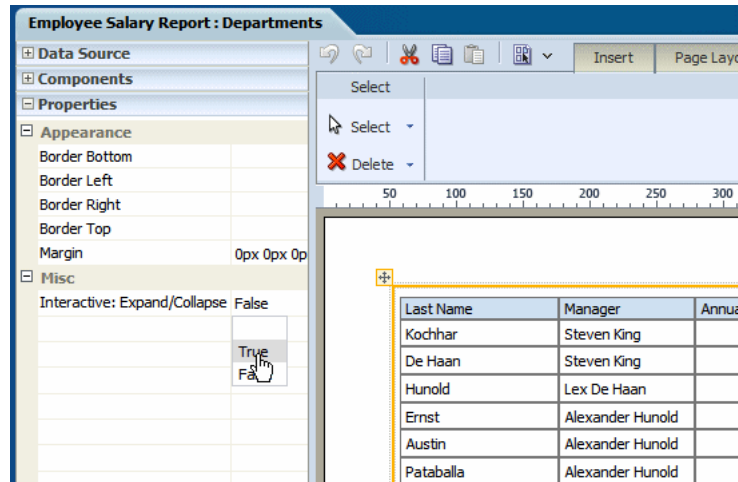 Employee Salary Report : Departments
Data Source
Components
Properties
Appearance
Border Bottom
Border Left
Border Right
Border Top
Margin 0px 0px 0p
Misc
Interactive: Expand/Collapse False
True
Insert Page Layo
Select
Select
Delete
50 100 150 200 250 300
Last Name Manager Annua
Kochhar Steven King
De Haan Steven King
Hunold Lex De Haan
Ernst Alexander Hunold
Austin Alexander Hunold
Pataballa Alexander Hunold